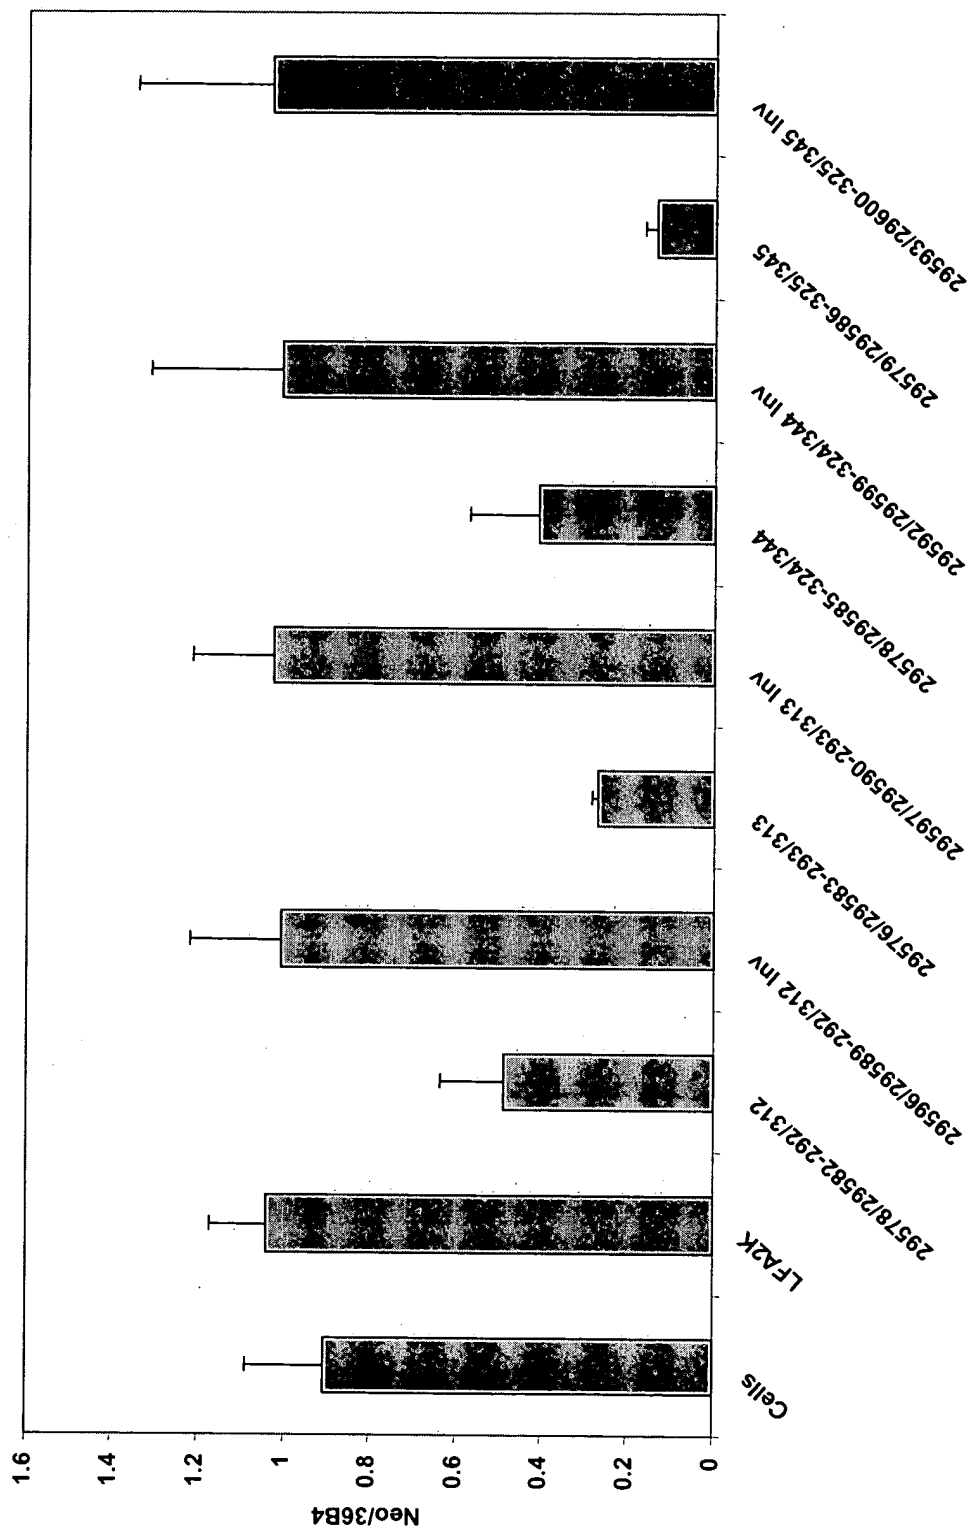 Neo/36B4
1.6
1.4
1.2
1
0.8
0.6
0.4
0.2
0
Cells
LFA2K
29578/29582-292/312
29596/29589-292/312 Inv
29576/29583-293/313
29597/29590-293/313 Inv
29578/29585-324/344
29592/29599-324/344 Inv
29579/29586-325/345
29593/29600-325/345 Inv